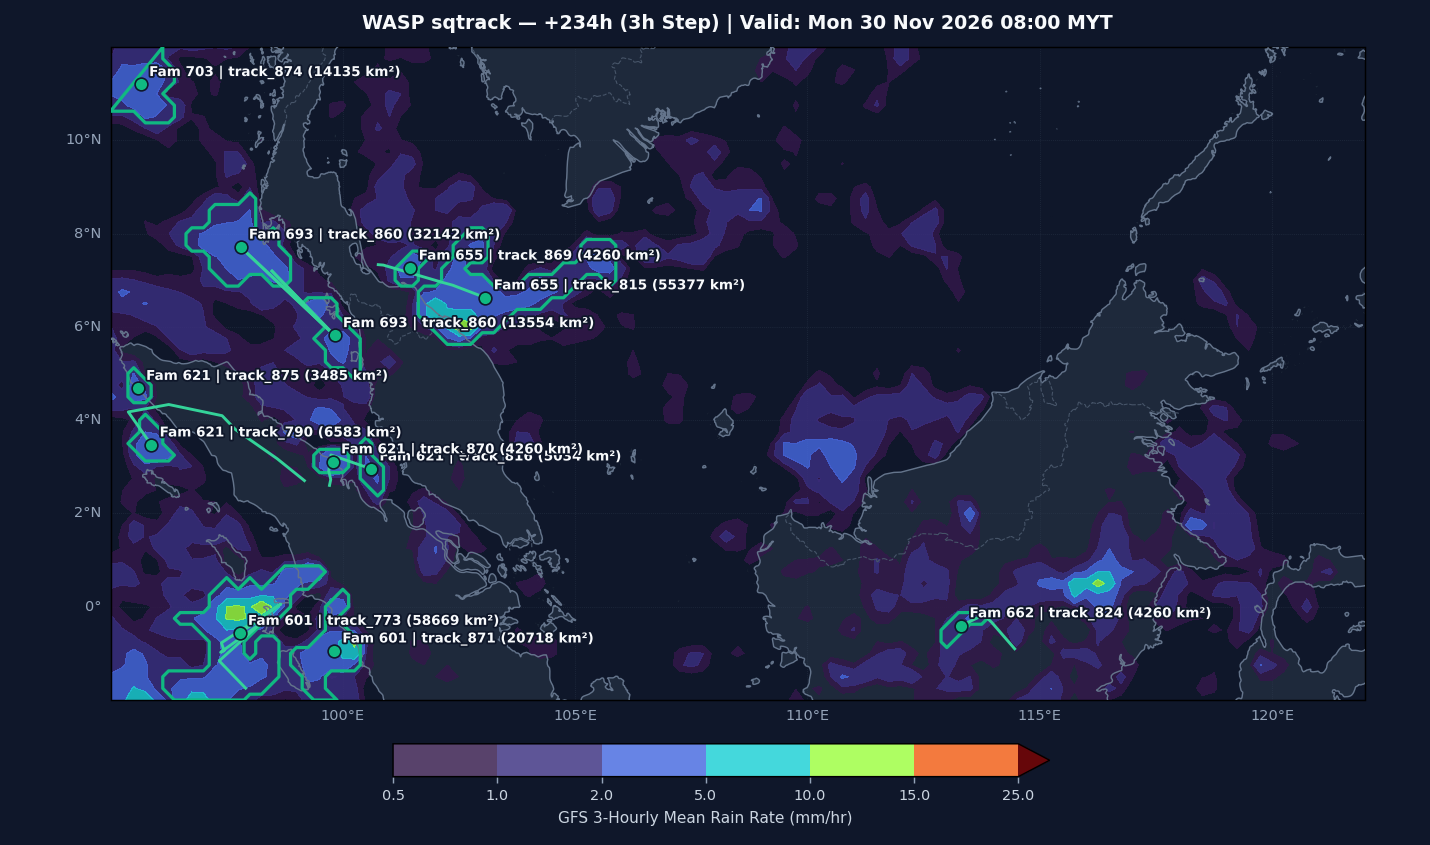 WASP sqtrack — +234h (3h Step) | Valid: Mon 30 Nov 2026 08:00 MYT
Fam 703 | track_874 (14135 km²)
10°N
Fam 693 | track_860 (32142 km²)
8°N
Fam 655 | track_869 (4260 km²)
Fam 655 | track_815 (55377 km²)
Fam 693 | track_860 (13554 km²)
6°N
Fam 621 | track_875 (3485 km²)
4°N
Fam 621 | track_790 (6583 km²)
Fam 621 | track_870 (4260 km²)
Fam 621 | km²)
2°N
0°
Fam 662 | track_824 (4260 km²)
Fam 601 | track_773 (58669 km²)
Fam 601 | track_871 (20718 km²)
100°E 105°E 110°E 115°E 120°E
0.5 1.0 2.0 5.0 10.0 15.0 25.0
GFS 3-Hourly Mean Rain Rate (mm/hr)